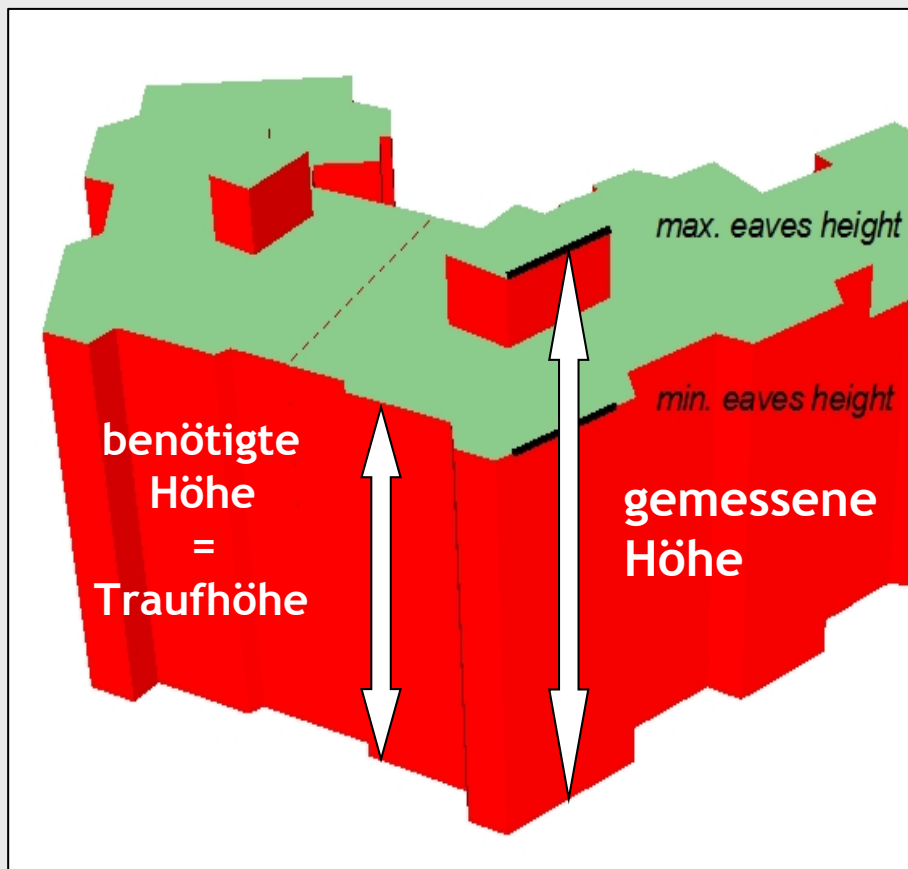 max. eaves height
min. eaves height
benötigte
Höhe
=
Traufhöhe
gemessene
Höhe